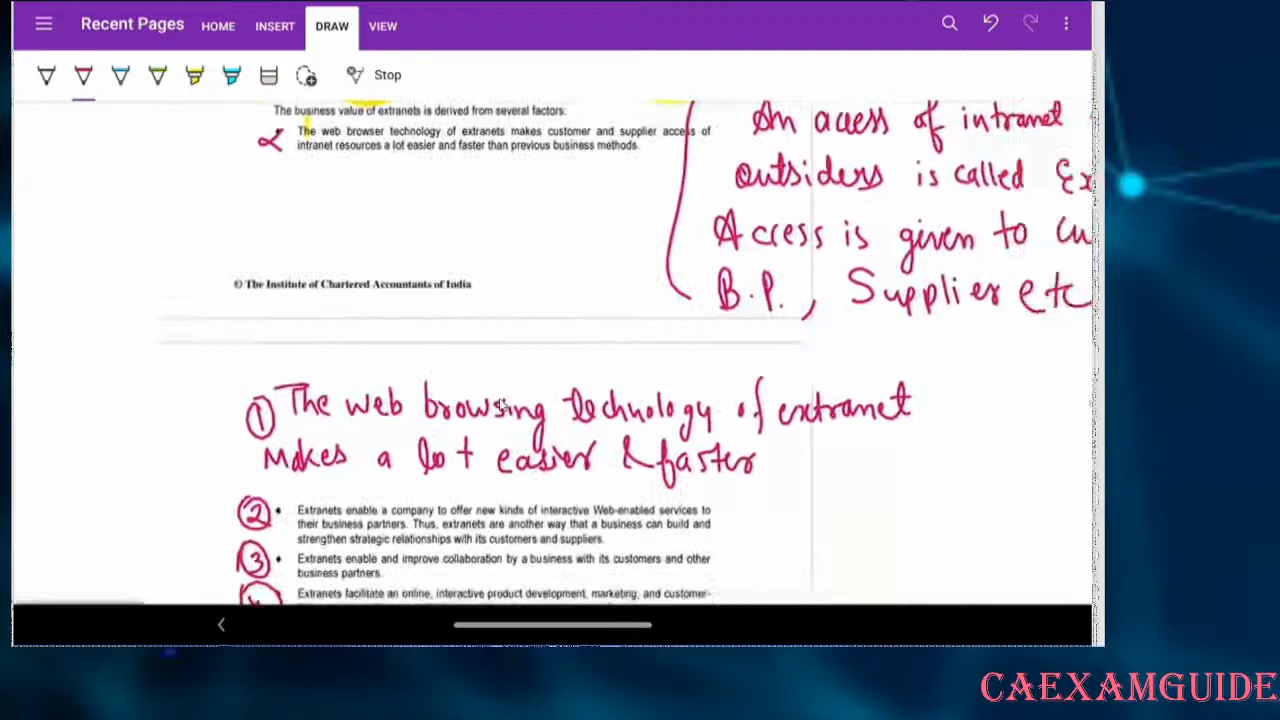 Recent Pages HOME INSERT DRAW VIEW
Stop
The business value of extranets is derived from several factors:
The web browser technology of extranets makes customer and supplier access of
intranet resources a lot easier and faster than previous business methods.
An acess of intranet
outsiders is called Ex
Access is given to cu
B.P., Supplier etc
© The Institute of Chartered Accountants of India
① The web browsing technology of extranet
makes a lot easier & faster
② • Extranets enable a company to offer new kinds of interactive Web-enabled services to
their business partners. Thus, extranets are another way that a business can build and
strengthen strategic relationships with its customers and suppliers.
③ • Extranets enable and improve collaboration by a business with its customers and other
business partners.
Extranets facilitate an online, interactive product development, marketing, and customer-
CAEXAMGUIDE